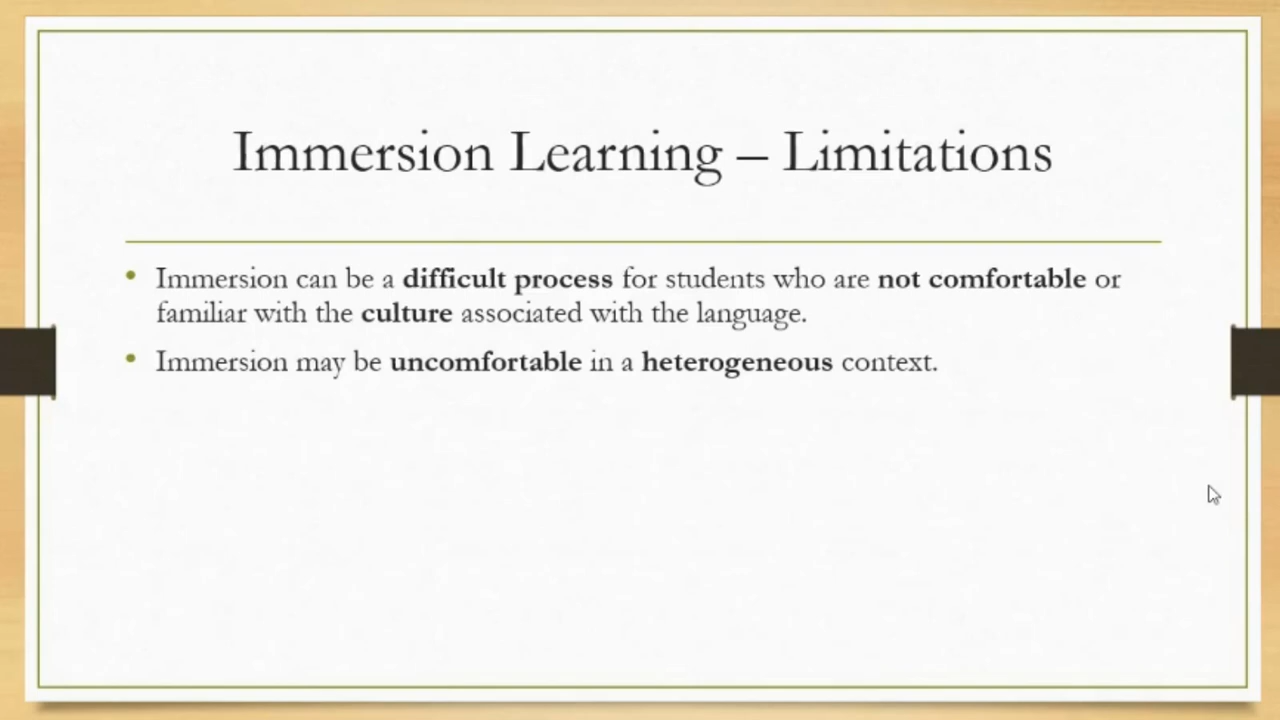 Immersion Learning – Limitations
Immersion can be a difficult process for students who are not comfortable or
familiar with the culture associated with the language.
Immersion may be uncomfortable in a heterogeneous context.